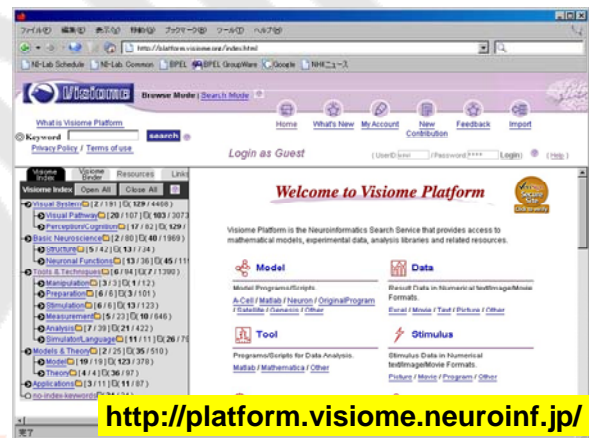 ファイル(F) 編集(E) 表示(V) 移動(G) ブックマーク(B) ツール(T) ヘルプ(H)
http://platform.visiome.org/index.html
NI-Lab Schedule NI-Lab Common BPEL BPEL GroupWare Google NHKニュース
Visiome Browse Mode | Search Mode
What is Visiome Platform
Keyword search
Privacy Policy / Terms of use
Home What's New My Account New Contribution Feedback Import
Login as Guest (UserID / Password **** Login) (Help)
Visiome Index Visiome Binder Resources Links
Visiome Index Open All Close All
Visual System
Visual Pathway
Perception/Cognition
Basic Neuroscience
Structure
Neuronal Functions
Tools & Techniques
Manipulation
Preparation
Stimulation
Measurement
Analysis
Simulator/Language
Models & Theory
Model
Theory
Applications
no-index-keywords
Welcome to Visiome Platform
Visiome Platform is the Neuroinformatics Search Service that provides access to
mathematical models, experimental data, analysis libraries and related resources.
Model
Model Programs/Scripts.
A-Cell / Matlab / Neuron / OriginalProgram
/ Satellite / Genesis / Other
Data
Result Data in Numerical text/Image/Movie
Formats.
Excel / Movie / Text / Picture / Other
Tool
Programs/Scripts for Data Analysis.
Matlab / Mathematica / Other
Stimulus
Stimulus Data in Numerical
text/Image/Movie Formats.
Picture / Movie / Program / Other
http://platform.visiome.neuroinf.jp/
完了